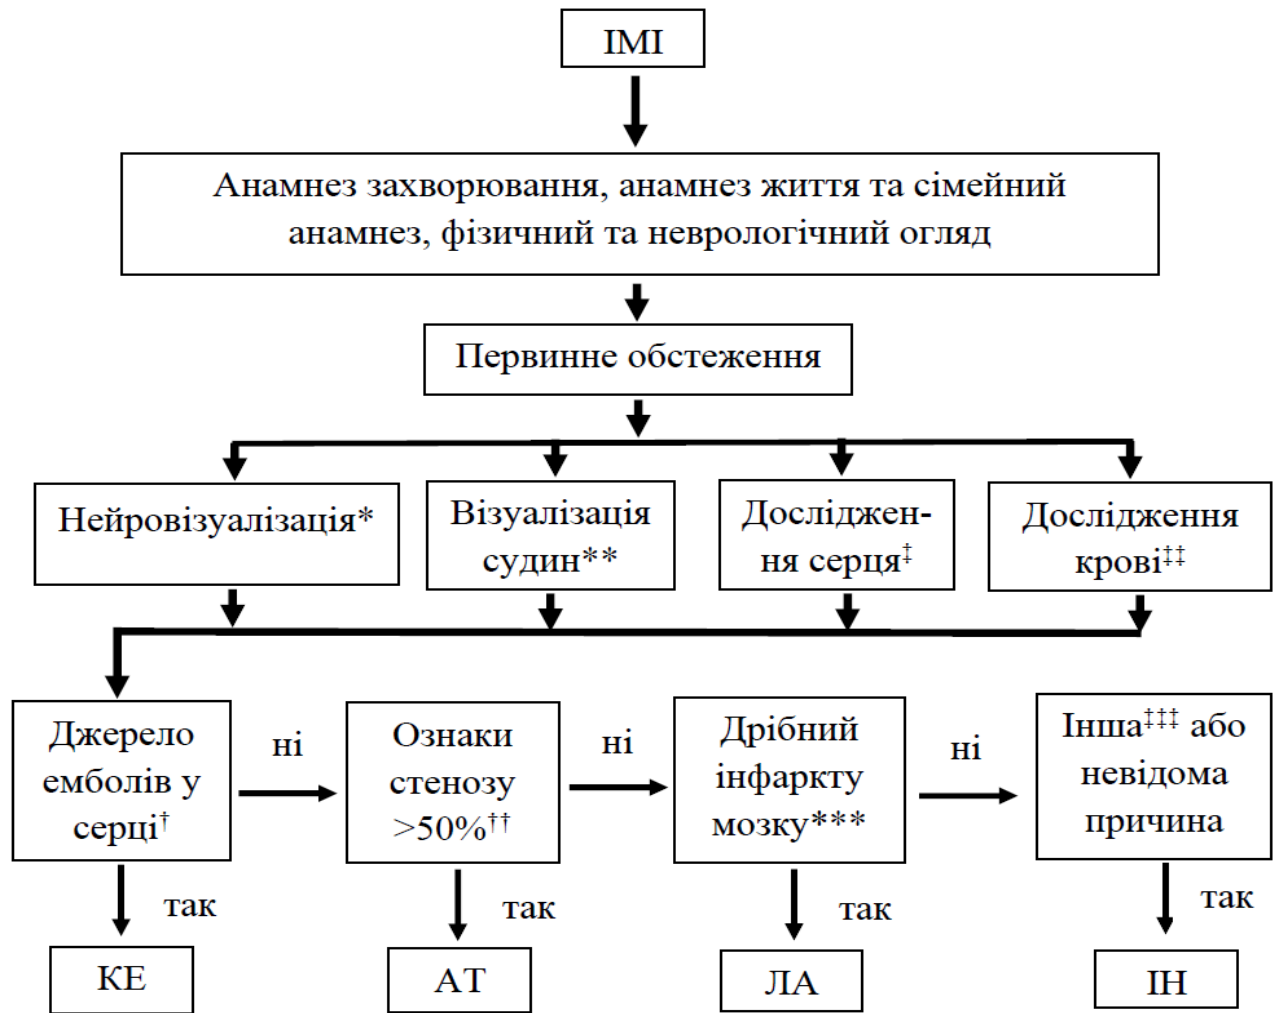 ІМІ
Анамнез захворювання, анамнез життя та сімейний
анамнез, фізичний та неврологічний огляд
Первинне обстеження
Нейровізуалізація*
Візуалізація
судин**
Досліджен-
ня серця‡
Дослідження
крові‡‡
Джерело
емболів у
серці†
ні
Ознаки
стенозу
>50%††
ні
Дрібний
інфаркту
мозку***
ні
Інша‡‡‡ або
невідома
причина
так
так
так
так
КЕ
АТ
ЛА
ІН